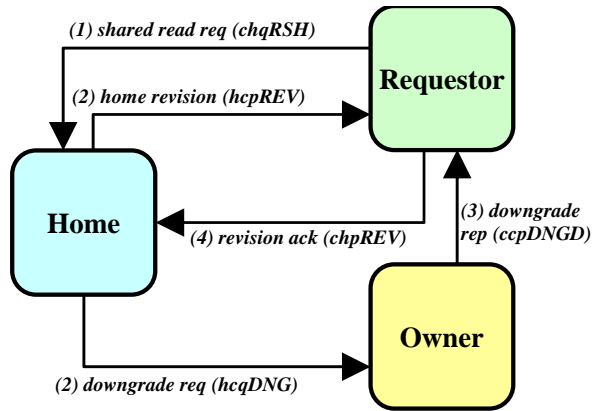 (1) shared read req (chqRSH)
Requestor
(2) home revision (hcpREV)
Home
(3) downgrade
rep (ccpDNGD)
(4) revision ack (chpREV)
Owner
(2) downgrade req (hcqDNG)